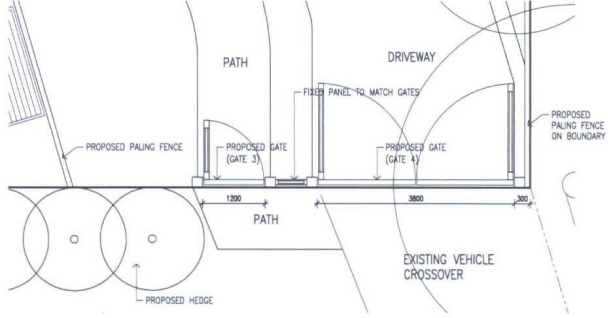 PATH
DRIVEWAY
FIXED PANEL TO MATCH GATES
PROPOSED PALING FENCE
PROPOSED GATE
(GATE 3)
PROPOSED GATE
(GATE 4)
PROPOSED
PALING FENCE
ON BOUNDARY
1200
3800
300
PATH
EXISTING VEHICLE
CROSSOVER
PROPOSED HEDGE